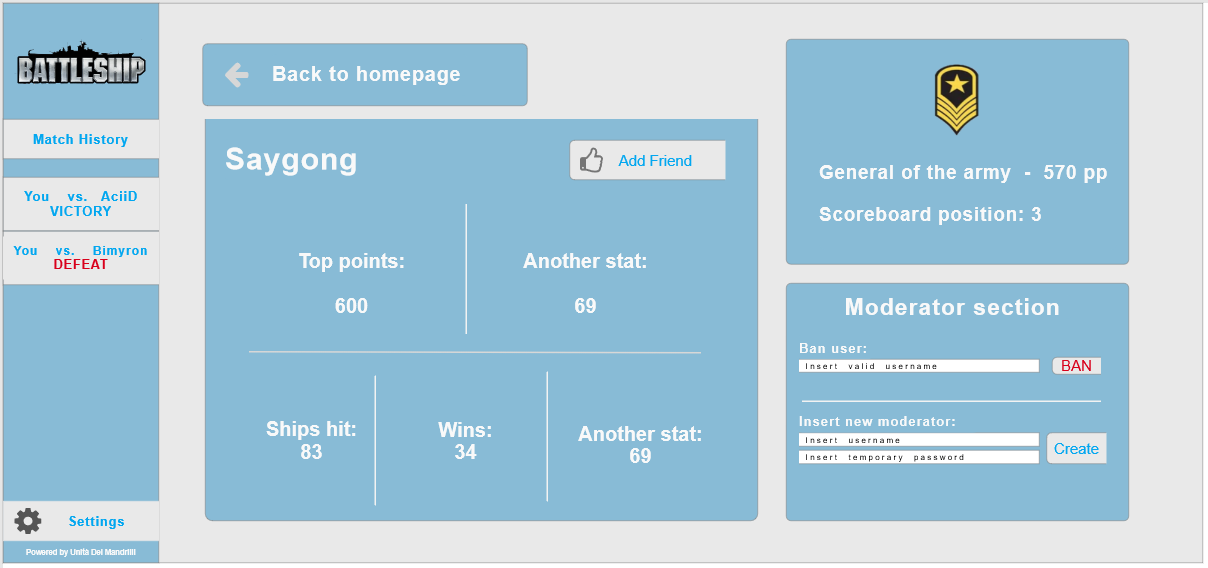 BATTLESHIP
Match History
You vs. AciiD
VICTORY
You vs. Bimyron
DEFEAT
Settings
Powered by Unità Dei Mandrilli
Back to homepage
Saygong
Add Friend
Top points:
600
Another stat:
69
Ships hit:
83
Wins:
34
Another stat:
69
General of the army - 570 pp
Scoreboard position: 3
Moderator section
Ban user:
Insert valid username
BAN
Insert new moderator:
Insert username
Insert temporary password
Create